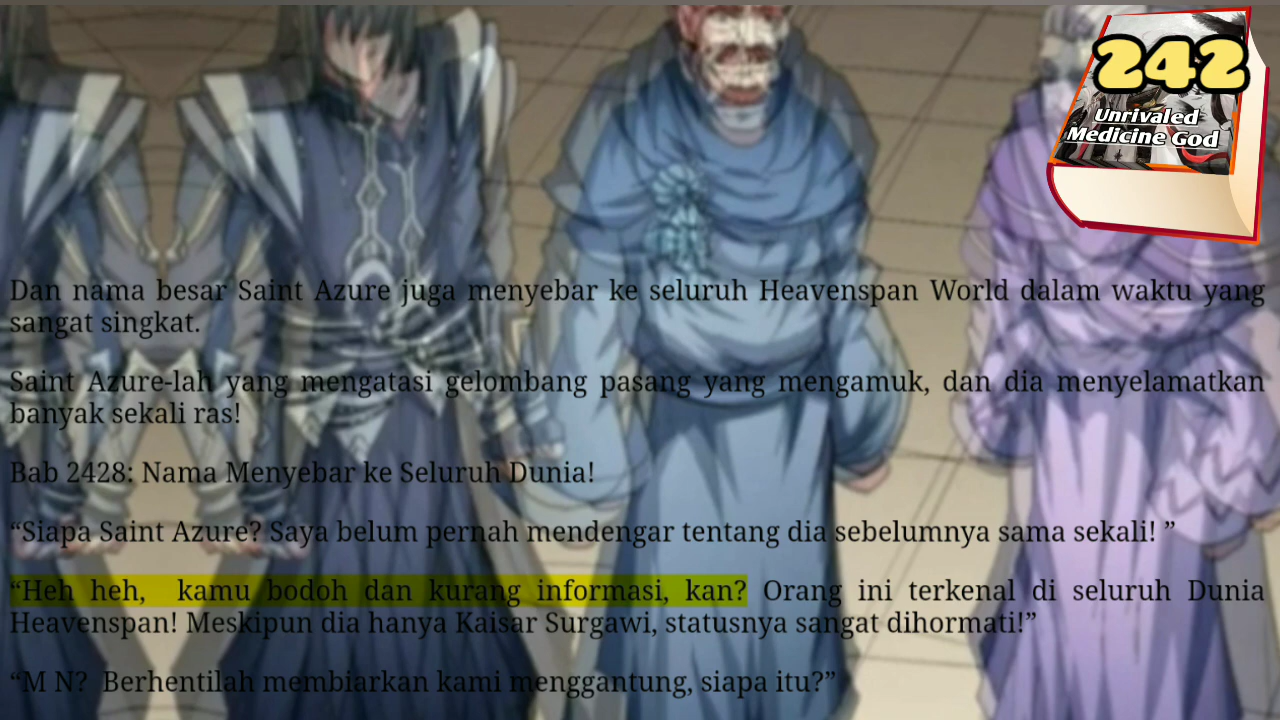 242
Unrivaled
Medicine God
Dan nama besar Saint Azure juga menyebar ke seluruh Heavenspan World dalam waktu yang
sangat singkat.
Saint Azure-lah yang mengatasi gelombang pasang yang mengamuk, dan dia menyelamatkan
banyak sekali ras!
Bab 2428: Nama Menyebar ke Seluruh Dunia!
“Siapa Saint Azure? Saya belum pernah mendengar tentang dia sebelumnya sama sekali! ”
“Heh heh,  kamu bodoh dan kurang informasi, kan? Orang ini terkenal di seluruh Dunia
Heavenspan! Meskipun dia hanya Kaisar Surgawi, statusnya sangat dihormati!”
“M N?  Berhentilah membiarkan kami menggantung, siapa itu?”